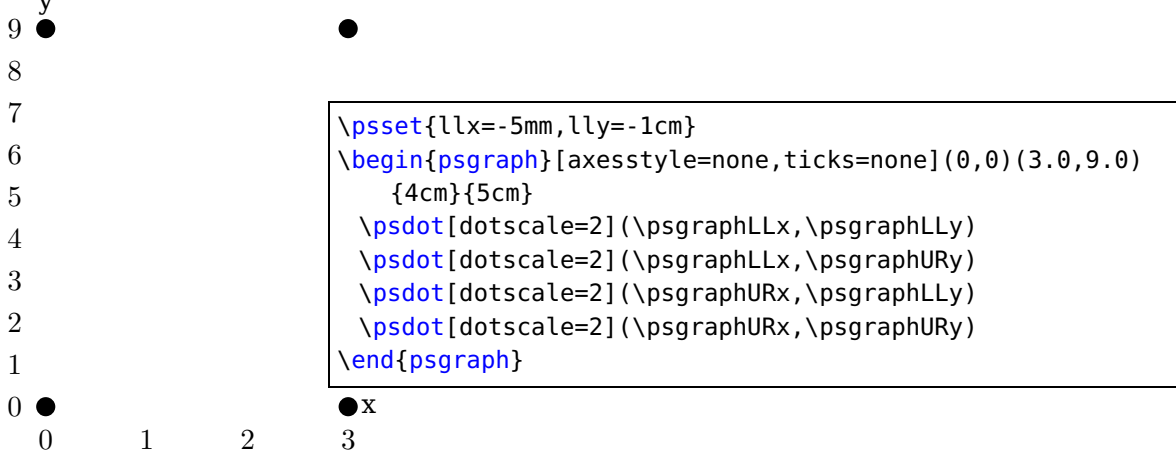 y
9
8
7
6
5
4
3
2
1
0
x
0 1 2 3
\psset{llx=-5mm,lly=-1cm}
\begin{psgraph}[axesstyle=none,ticks=none](0,0)(3.0,9.0)
{4cm}{5cm}
\psdot[dotscale=2](\psgraphLLx,\psgraphLLy)
\psdot[dotscale=2](\psgraphLLx,\psgraphURy)
\psdot[dotscale=2](\psgraphURx,\psgraphLLy)
\psdot[dotscale=2](\psgraphURx,\psgraphURy)
\end{psgraph}